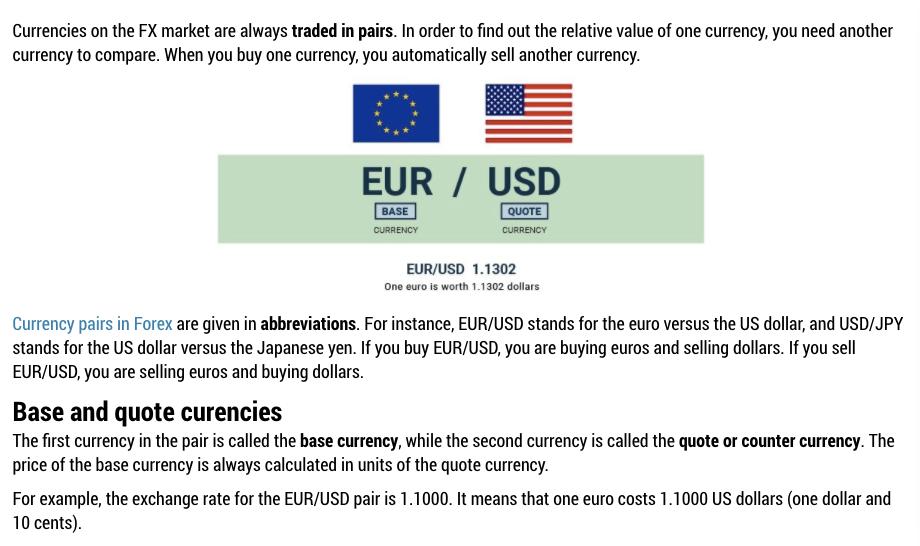 Currencies on the FX market are always traded in pairs. In order to find out the relative value of one currency, you need another
currency to compare. When you buy one currency, you automatically sell another currency.
EUR / USD
BASE QUOTE
CURRENCY CURRENCY
EUR/USD 1.1302
One euro is worth 1.1302 dollars
Currency pairs in Forex are given in abbreviations. For instance, EUR/USD stands for the euro versus the US dollar, and USD/JPY
stands for the US dollar versus the Japanese yen. If you buy EUR/USD, you are buying euros and selling dollars. If you sell
EUR/USD, you are selling euros and buying dollars.
Base and quote curencies
The first currency in the pair is called the base currency, while the second currency is called the quote or counter currency. The
price of the base currency is always calculated in units of the quote currency.
For example, the exchange rate for the EUR/USD pair is 1.1000. It means that one euro costs 1.1000 US dollars (one dollar and
10 cents).